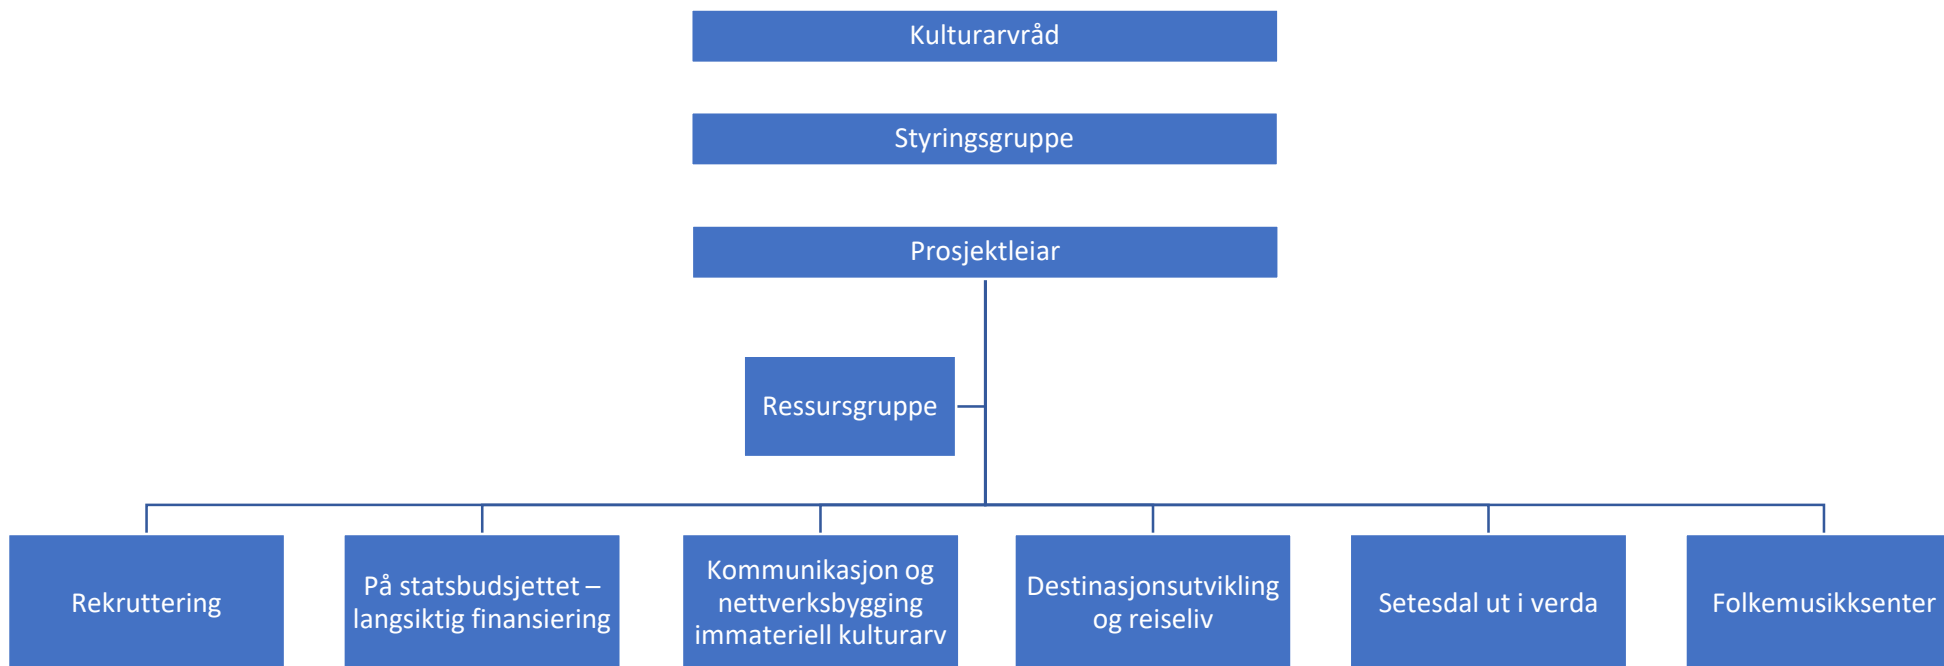 Kulturarvråd
Styringsgruppe
Prosjektleiar
Ressursgruppe
Rekruttering
På statsbudsjettet –
langsiktig finansiering
Kommunikasjon og
nettverksbygging
immateriell kulturarv
Destinasjonsutvikling
og reiseliv
Setesdal ut i verda
Folkemusikksenter